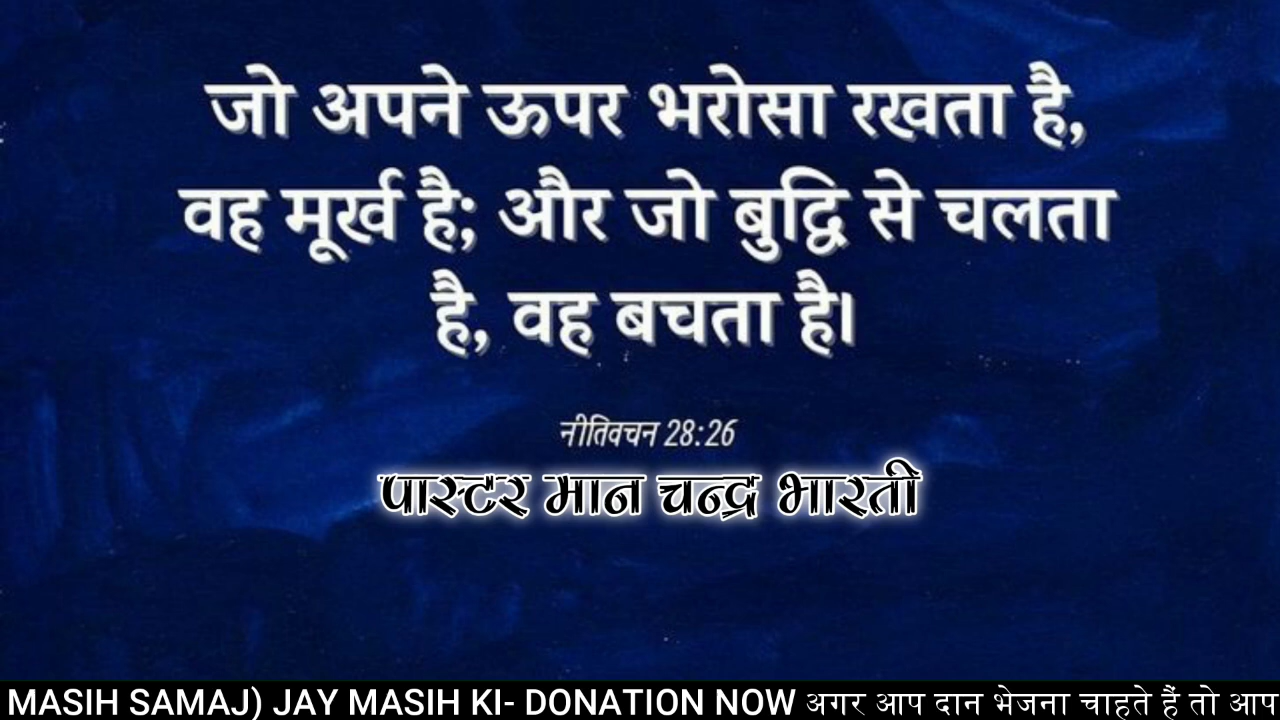 जो अपने ऊपर भरोसा रखता है,
वह मूर्ख है; और जो बुद्धि से चलता
है, वह बचता है।
नीतिवचन 28:26
पास्टर मान चन्द्र भारती
MASIH SAMAJ) JAY MASIH KI- DONATION NOW अगर आप दान भेजना चाहते हैं तो आप